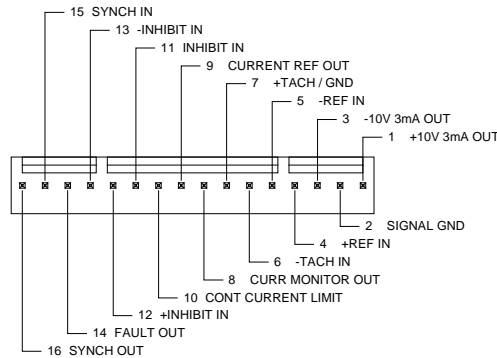 15 SYNCH IN
13 -INHIBIT IN
11 INHIBIT IN
9 CURRENT REF OUT
7 +TACH / GND
5 -REF IN
3 -10V 3mA OUT
1 +10V 3mA OUT
2 SIGNAL GND
4 +REF IN
6 -TACH IN
8 CURR MONITOR OUT
10 CONT CURRENT LIMIT
12 +INHIBIT IN
14 FAULT OUT
16 SYNCH OUT